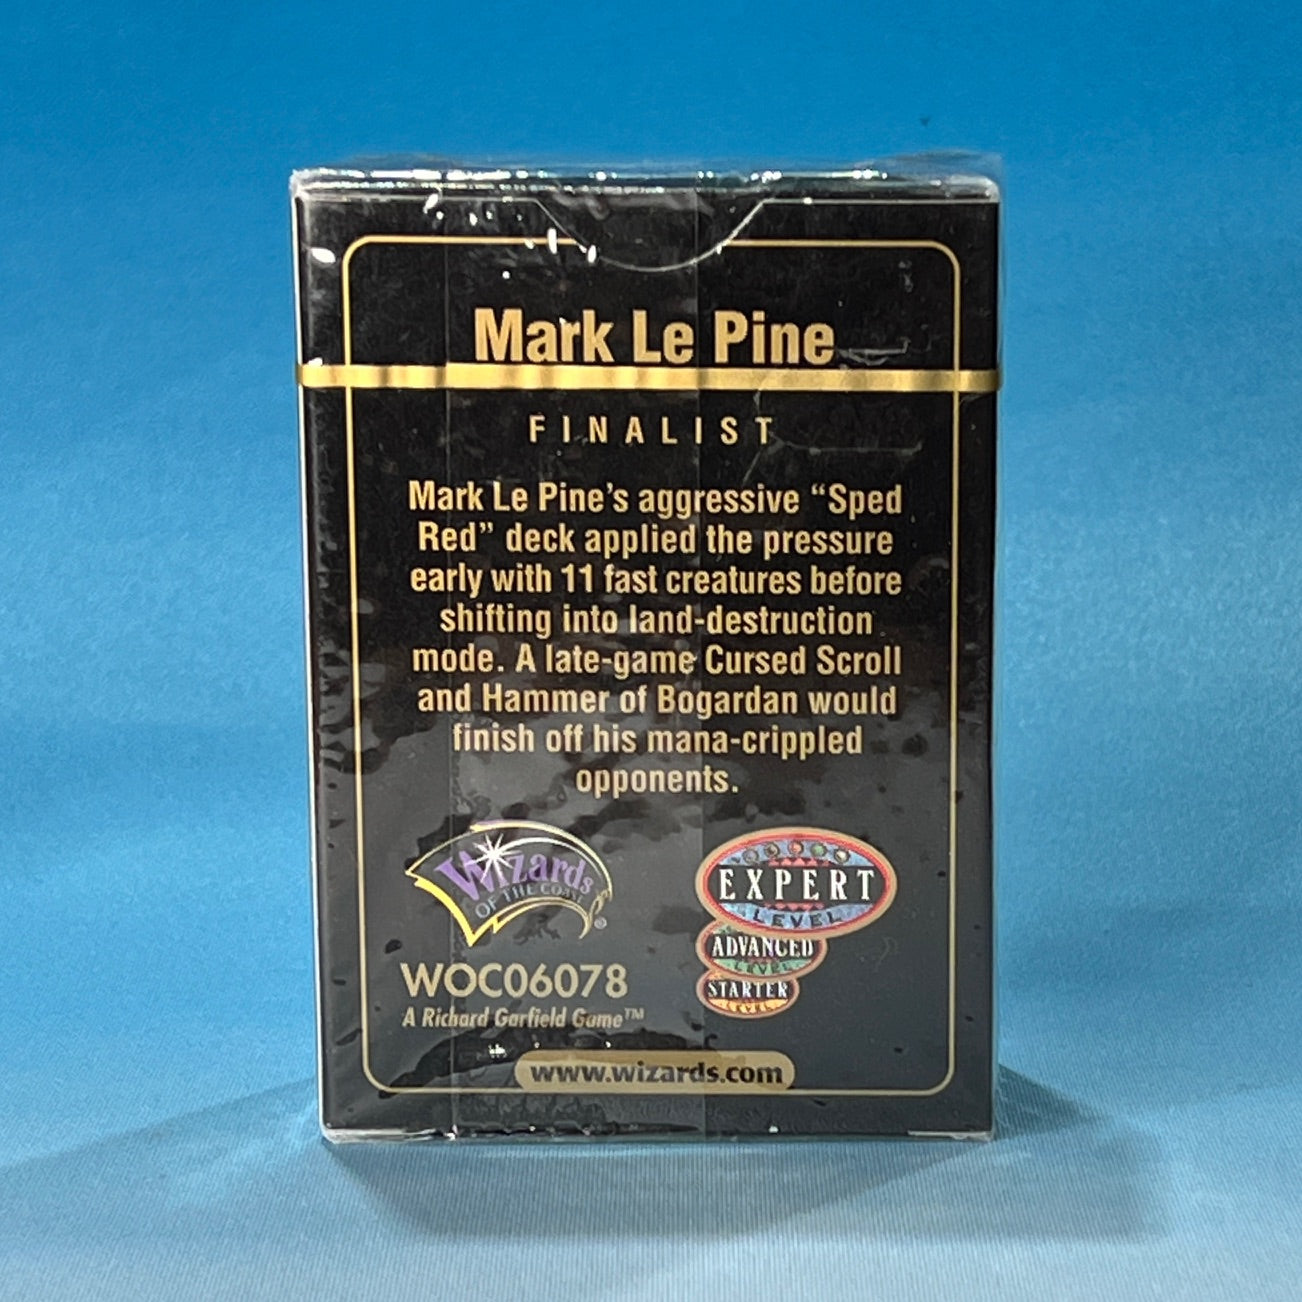 Mark Le Pine
FINALIST
Mark Le Pine's aggressive “Sped
Red” deck applied the pressure
early with 11 fast creatures before
shifting into land-destruction
mode. A late-game Cursed Scroll
and Hammer of Bogardan would
finish off his mana-crippled
opponents.
Wizards
OF THE COAST
®
EXPERT
LEVEL
ADVANCED
LEVEL
STARTER
LEVEL
WOC06078
A Richard Garfield Game™
www.wizards.com